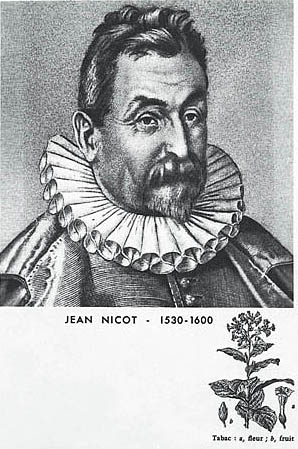 JEAN NICOT - 1530-1600
a
b
Tabac : a, fleur ; b, fruit